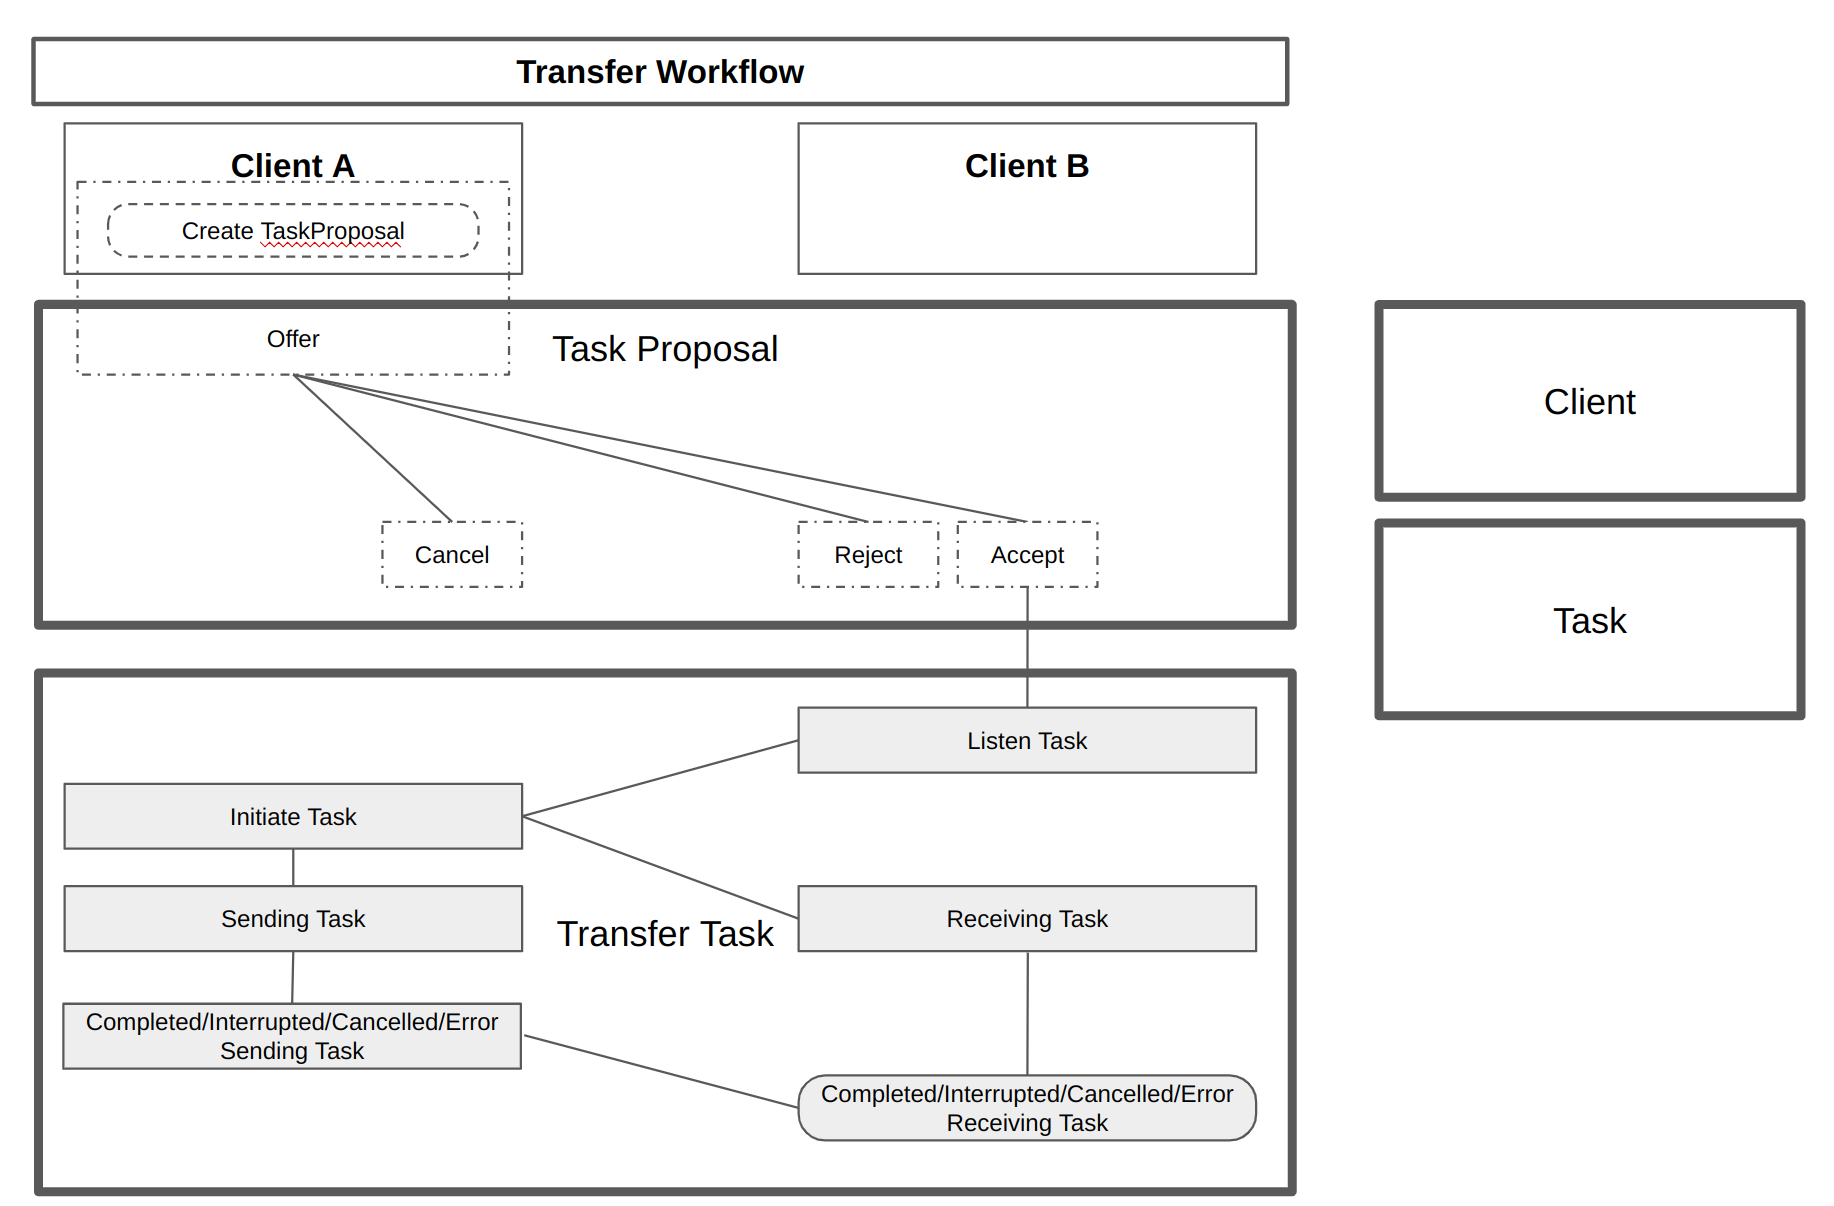 Transfer Workflow
Client A
Client B
Create TaskProposal
Offer
Task Proposal
Client
Cancel
Reject
Accept
Task
Listen Task
Initiate Task
Sending Task
Transfer Task
Receiving Task
Completed/Interrupted/Cancelled/Error
Sending Task
Completed/Interrupted/Cancelled/Error
Receiving Task